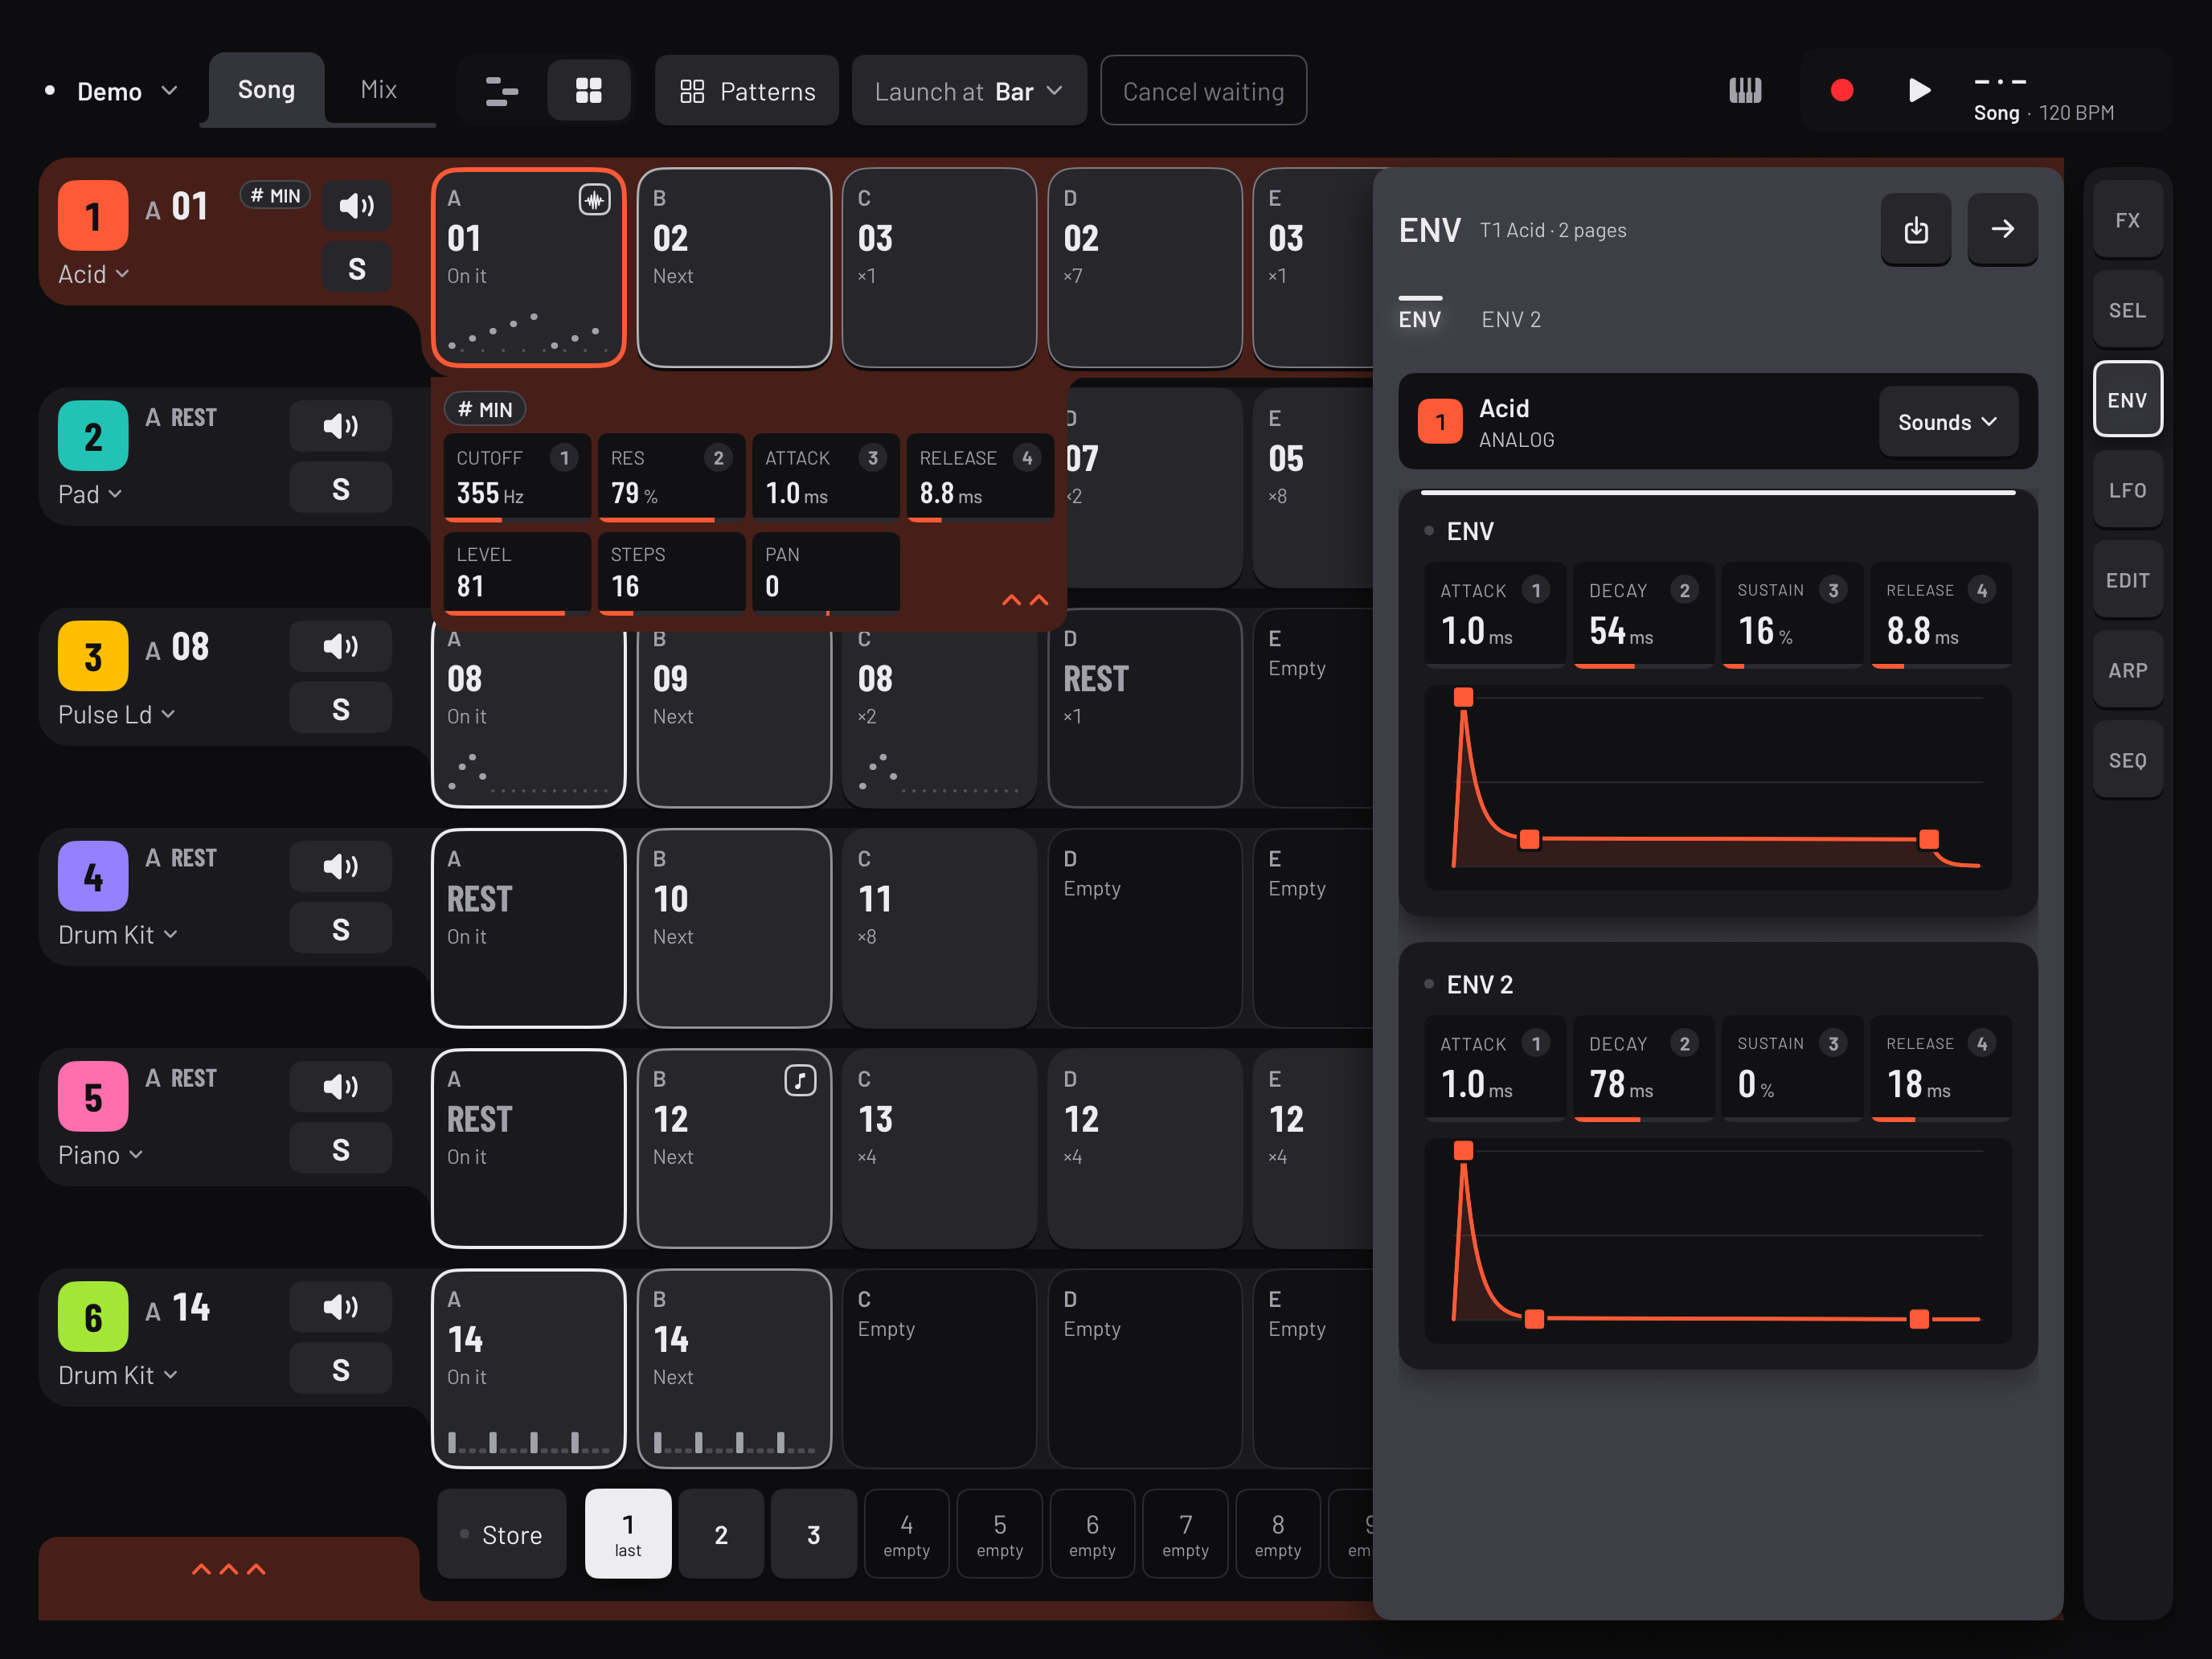 Demo
Song
Mix
Patterns
Launch at Bar
Cancel waiting
Song · 120 BPM
1
A 01
# MIN
S
Acid
A
01
On it
B
02
Next
C
03
×1
D
02
×7
E
03
×1
2
A REST
S
Pad
# MIN
CUTOFF 1
355 Hz
RES 2
79 %
ATTACK 3
1.0 ms
RELEASE 4
8.8 ms
LEVEL
81
STEPS
16
PAN
0
D
07
×2
E
05
×8
3
A 08
S
Pulse Ld
A
08
On it
B
09
Next
C
08
×2
D
REST
×1
E
Empty
4
A REST
S
Drum Kit
A
REST
On it
B
10
Next
C
11
×8
D
Empty
E
Empty
5
A REST
S
Piano
A
REST
On it
B
12
Next
C
13
×4
D
12
×4
E
12
×4
6
A 14
S
Drum Kit
A
14
On it
B
14
Next
C
Empty
D
Empty
E
Empty
Store
1
last
2
3
4
empty
5
empty
6
empty
7
empty
8
empty
ENV T1 Acid · 2 pages
ENV
ENV 2
1
Acid
ANALOG
Sounds
ENV
ATTACK 1
1.0 ms
DECAY 2
54 ms
SUSTAIN 3
16 %
RELEASE 4
8.8 ms
ENV 2
ATTACK 1
1.0 ms
DECAY 2
78 ms
SUSTAIN 3
0 %
RELEASE 4
18 ms
FX
SEL
ENV
LFO
EDIT
ARP
SEQ